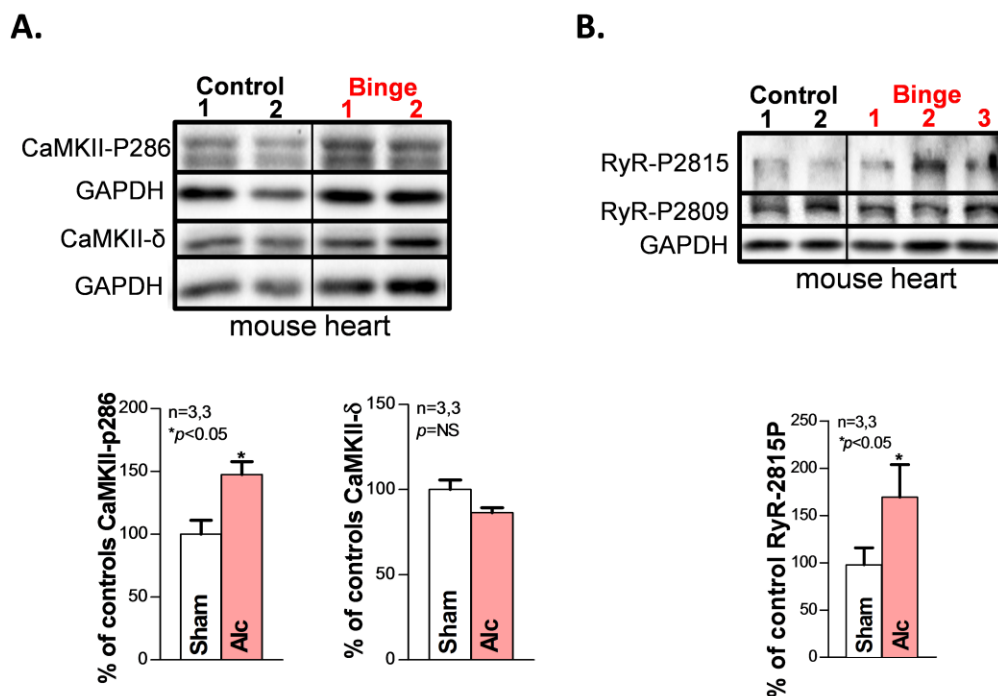 A.
Control Binge
1 2 1 2
CaMKII-P286
GAPDH
CaMKII-δ
GAPDH
mouse heart
% of controls CaMKII-p286
200
150
100
50
0
n=3,3
*p<0.05
*
Sham
Alc
% of controls CaMKII-δ
150
100
50
0
n=3,3
p=NS
Sham
Alc
B.
Control Binge
1 2 1 2 3
RyR-P2815
RyR-P2809
GAPDH
mouse heart
% of control RyR-2815P
250
200
150
100
50
0
n=3,3
*p<0.05
*
Sham
Alc